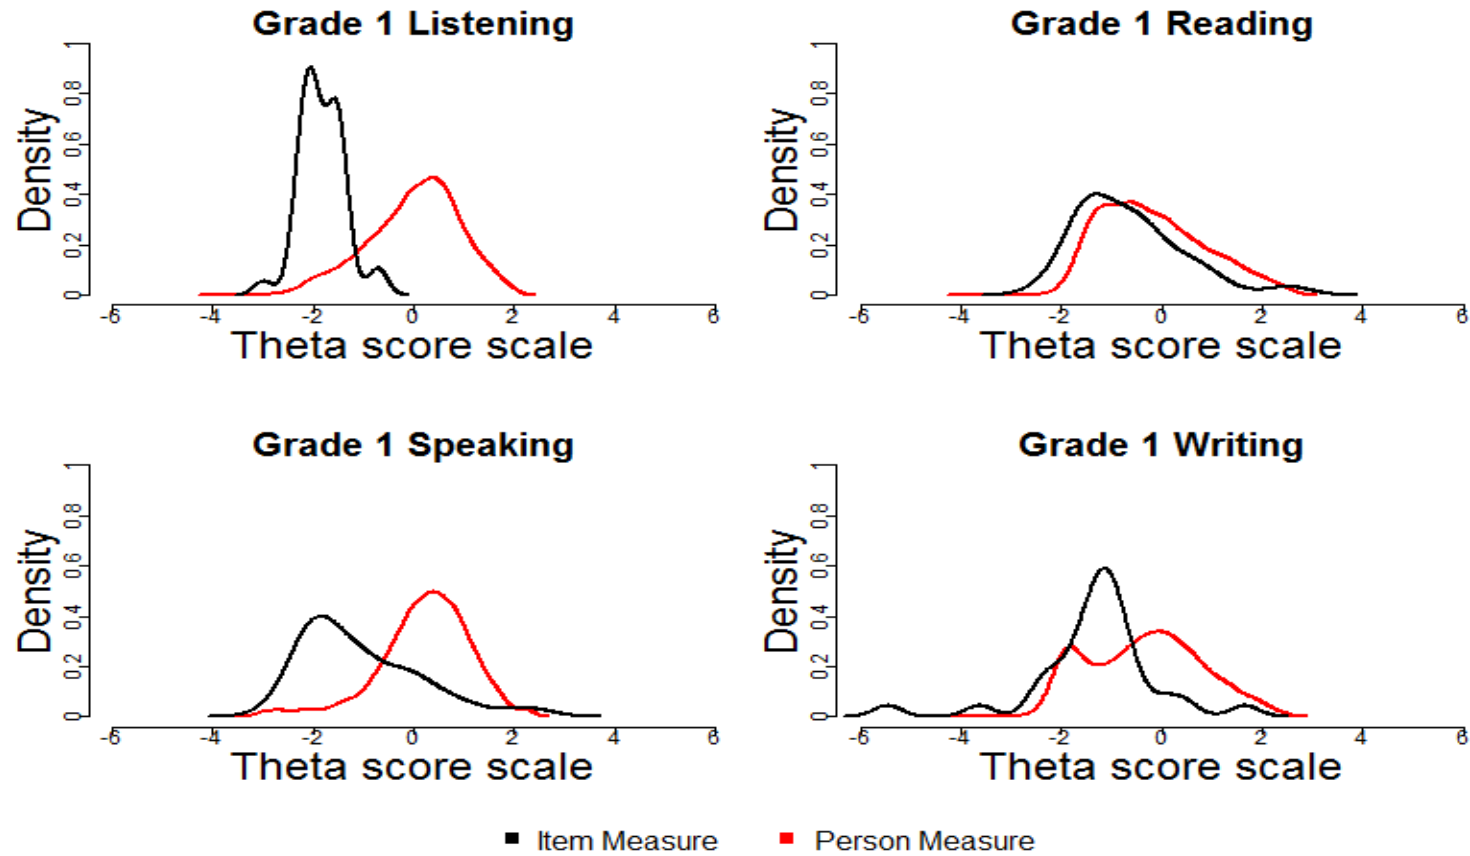 Grade 1 Listening
Density
0 0.2 0.4 0.6 0.8 1
-6 -4 -2 0 2 4 6
Theta score scale
Grade 1 Reading
Density
0 0.2 0.4 0.6 0.8 1
-6 -4 -2 0 2 4 6
Theta score scale
Grade 1 Speaking
Density
0 0.2 0.4 0.6 0.8 1
-6 -4 -2 0 2 4 6
Theta score scale
Grade 1 Writing
Density
0 0.2 0.4 0.6 0.8 1
-6 -4 -2 0 2 4 6
Theta score scale
Item Measure Person Measure